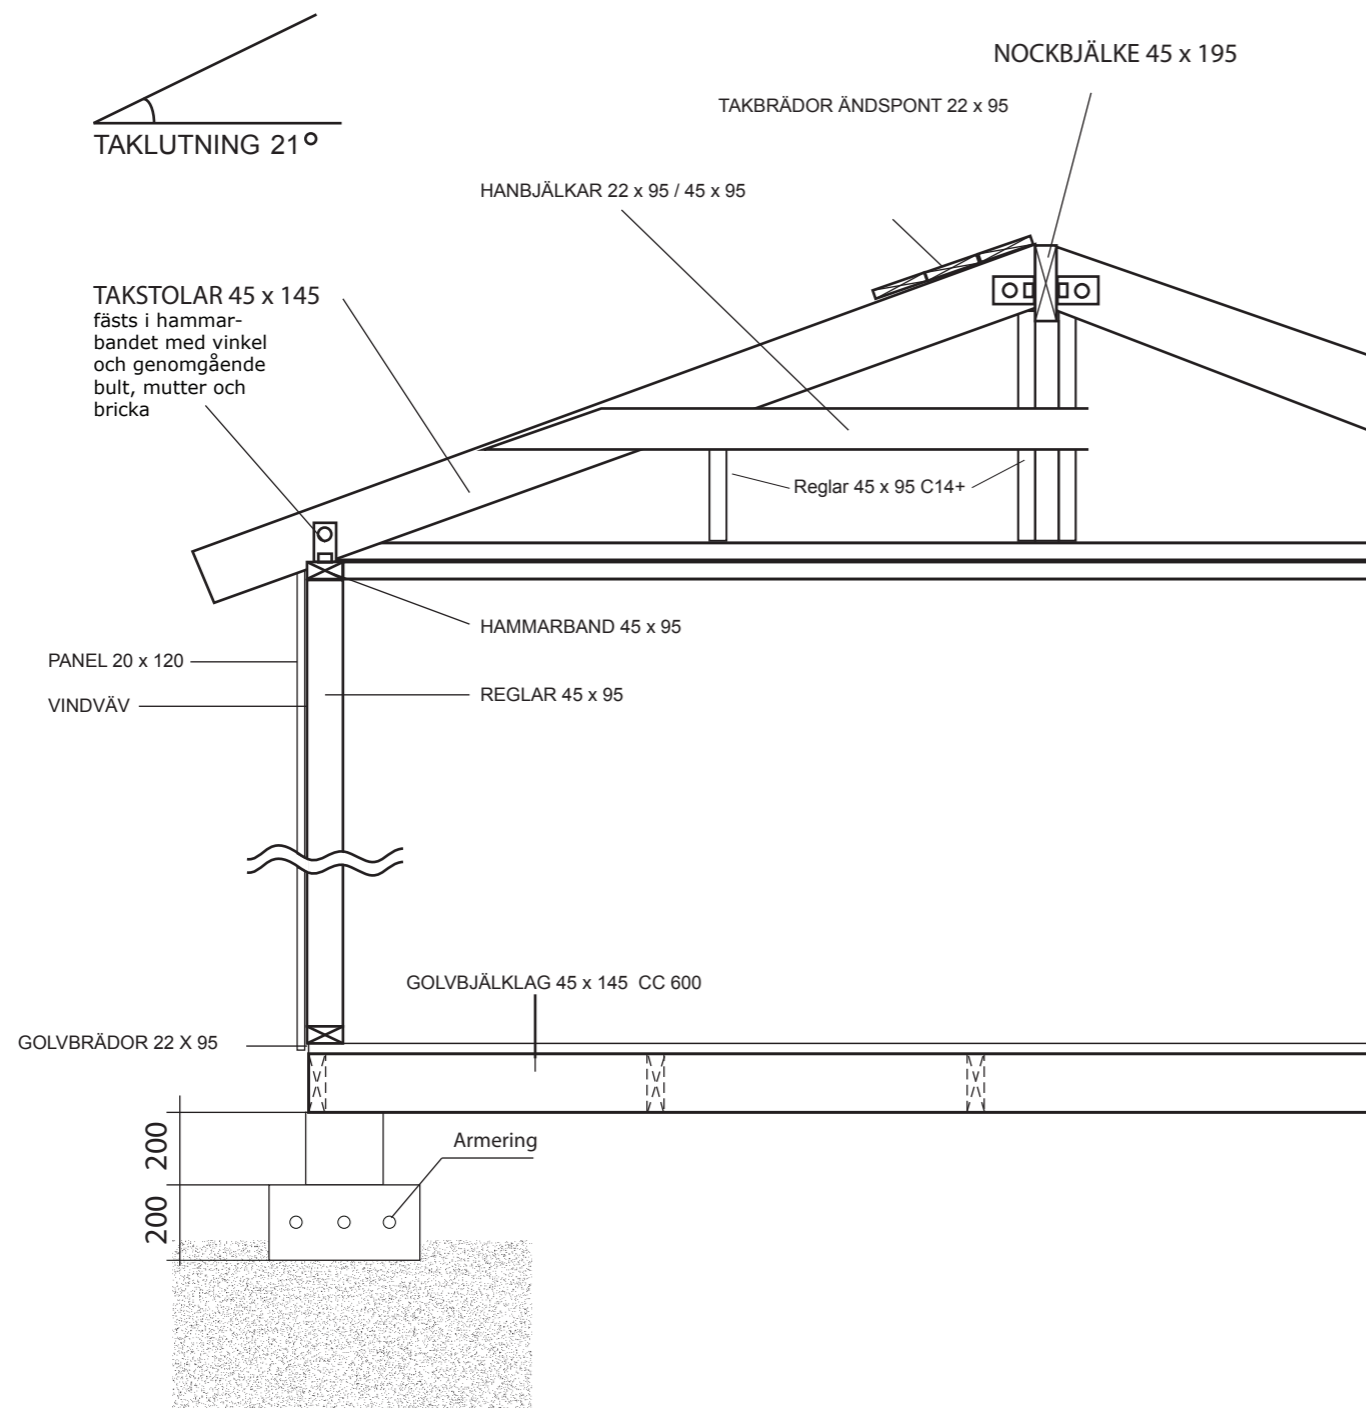 NOCKBJÄLKE 45 x 195
TAKBRÄDOR ÄNDSPONT 22 x 95
TAKLUTNING 21°
HANBJÄLKAR 22 x 95 / 45 x 95
TAKSTOLAR 45 x 145
fästs i hammar-
bandet med vinkel
och genomgående
bult, mutter och
bricka
Reglar 45 x 95 C14+
HAMMARBAND 45 x 95
PANEL 20 x 120
REGLAR 45 x 95
VINDVÄV
GOLVBJÄLKLAG 45 x 145 CC 600
GOLVBRÄDOR 22 X 95
200
Armering
200